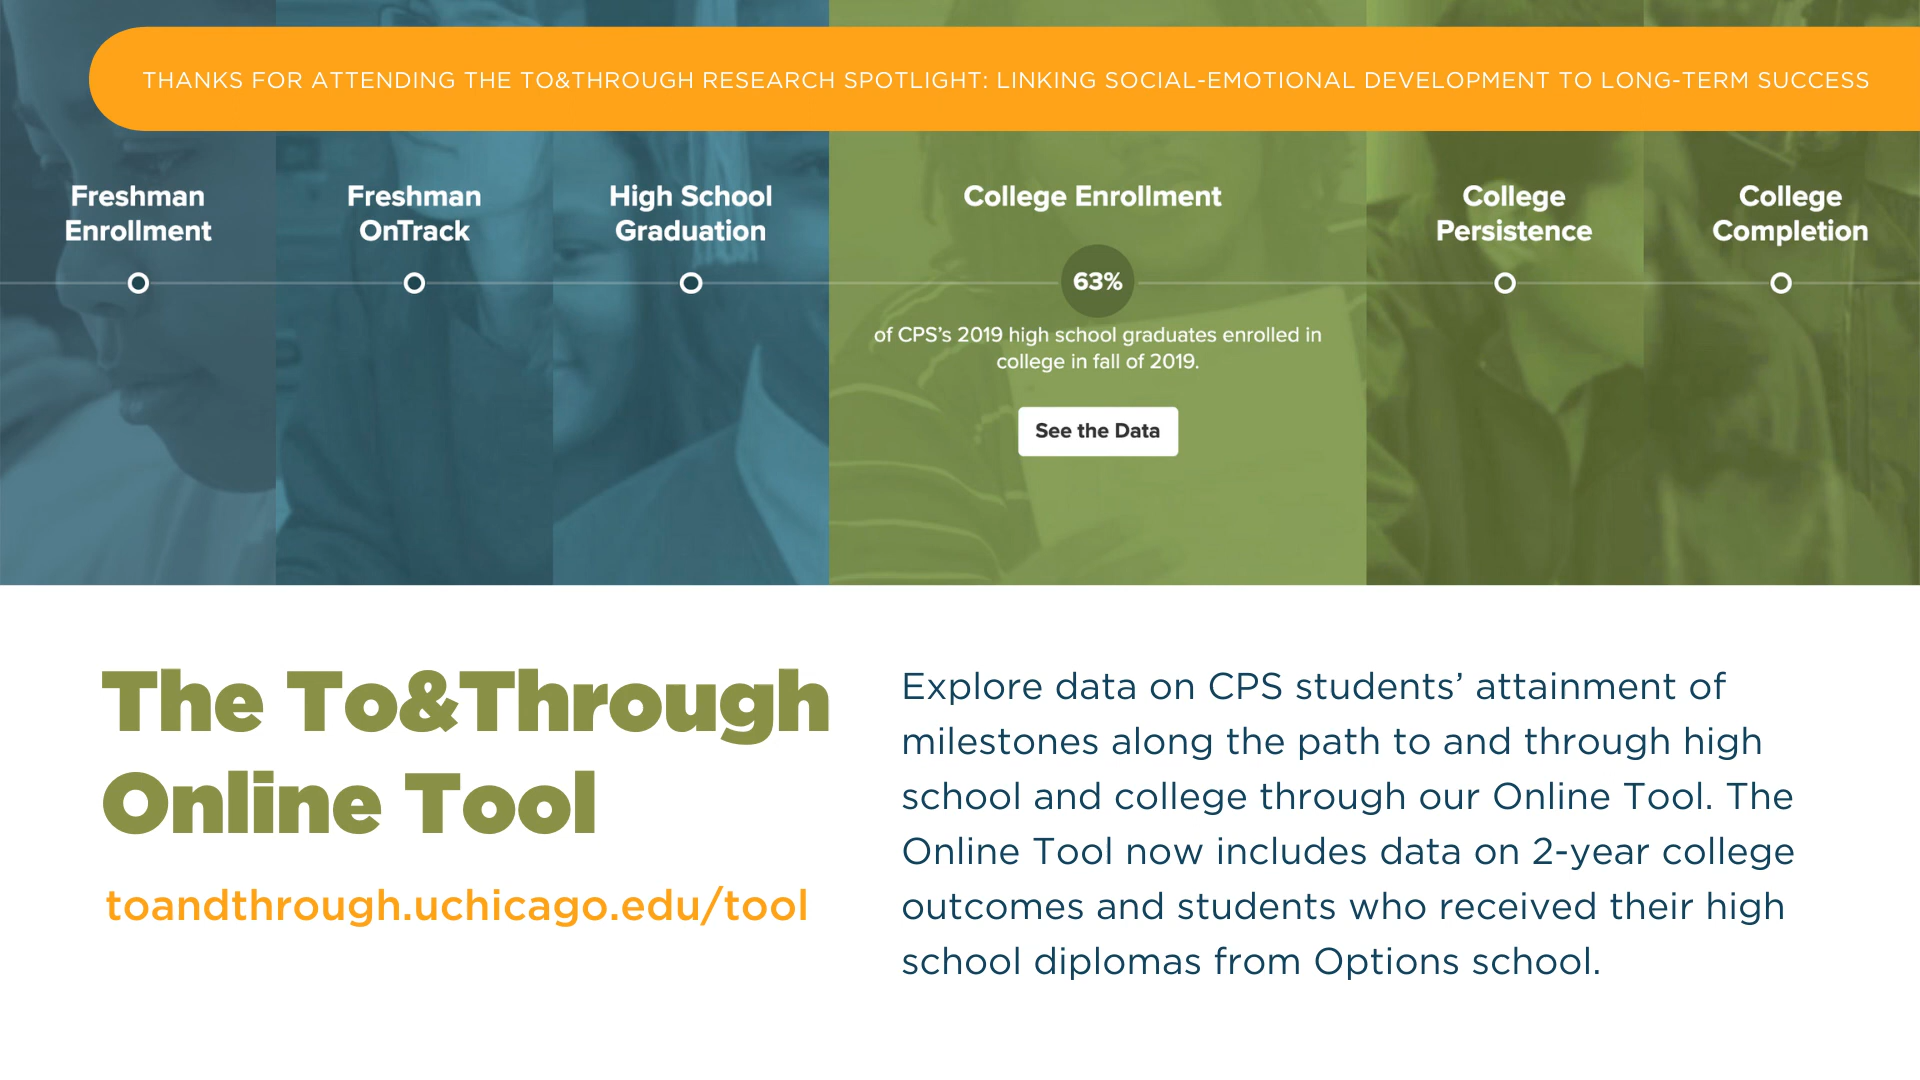 THANKS FOR ATTENDING THE TO&THROUGH RESEARCH SPOTLIGHT: LINKING SOCIAL-EMOTIONAL DEVELOPMENT TO LONG-TERM SUCCESS
Freshman
Enrollment
Freshman
OnTrack
High School
Graduation
College Enrollment
63%
of CPS’s 2019 high school graduates enrolled in
college in fall of 2019.
See the Data
College
Persistence
College
Completion
The To&Through
Online Tool
toandthrough.uchicago.edu/tool
Explore data on CPS students’ attainment of
milestones along the path to and through high
school and college through our Online Tool. The
Online Tool now includes data on 2-year college
outcomes and students who received their high
school diplomas from Options school.